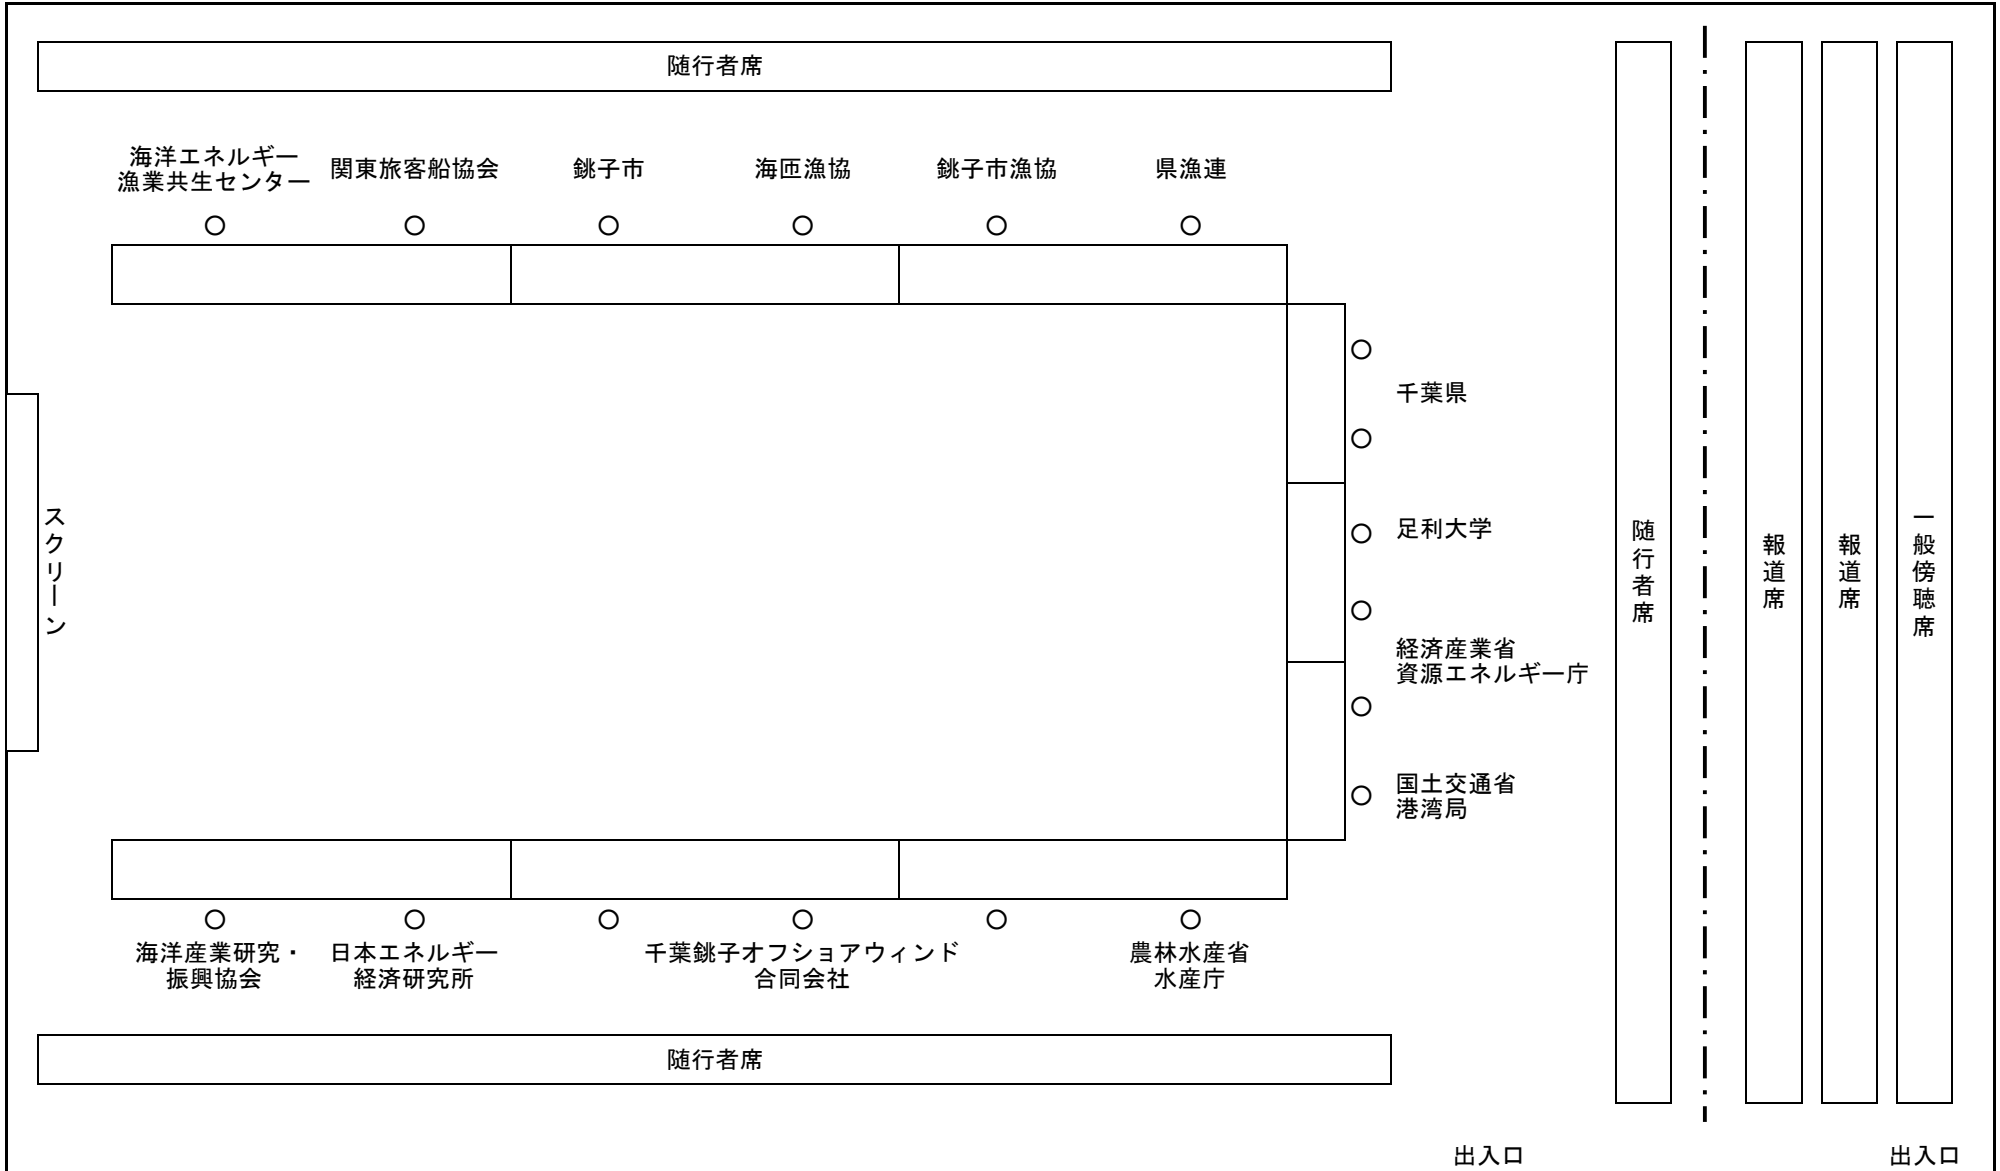 随行者席
海洋エネルギー
漁業共生センター
関東旅客船協会
銚子市
海匝漁協
銚子市漁協
県漁連
千葉県
足利大学
経済産業省
資源エネルギー庁
国土交通省
港湾局
スクリーン
随行者席
報道席
報道席
一般傍聴席
海洋産業研究・
振興協会
日本エネルギー
経済研究所
千葉銚子オフショアウィンド
合同会社
農林水産省
水産庁
随行者席
出入口
出入口